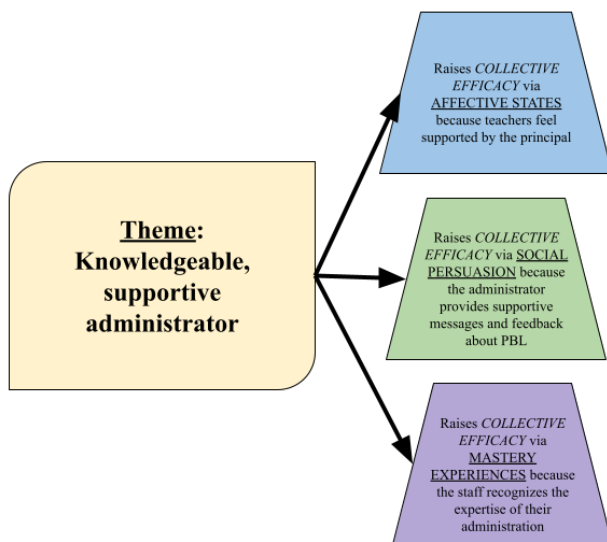 Theme:
Knowledgeable,
supportive
administrator
Raises COLLECTIVE
EFFICACY via
AFFECTIVE STATES
because teachers feel
supported by the principal
Raises COLLECTIVE
EFFICACY via SOCIAL
PERSUASION because
the administrator
provides supportive
messages and feedback
about PBL
Raises COLLECTIVE
EFFICACY via
MASTERY
EXPERIENCES because
the staff recognizes the
expertise of their
administration